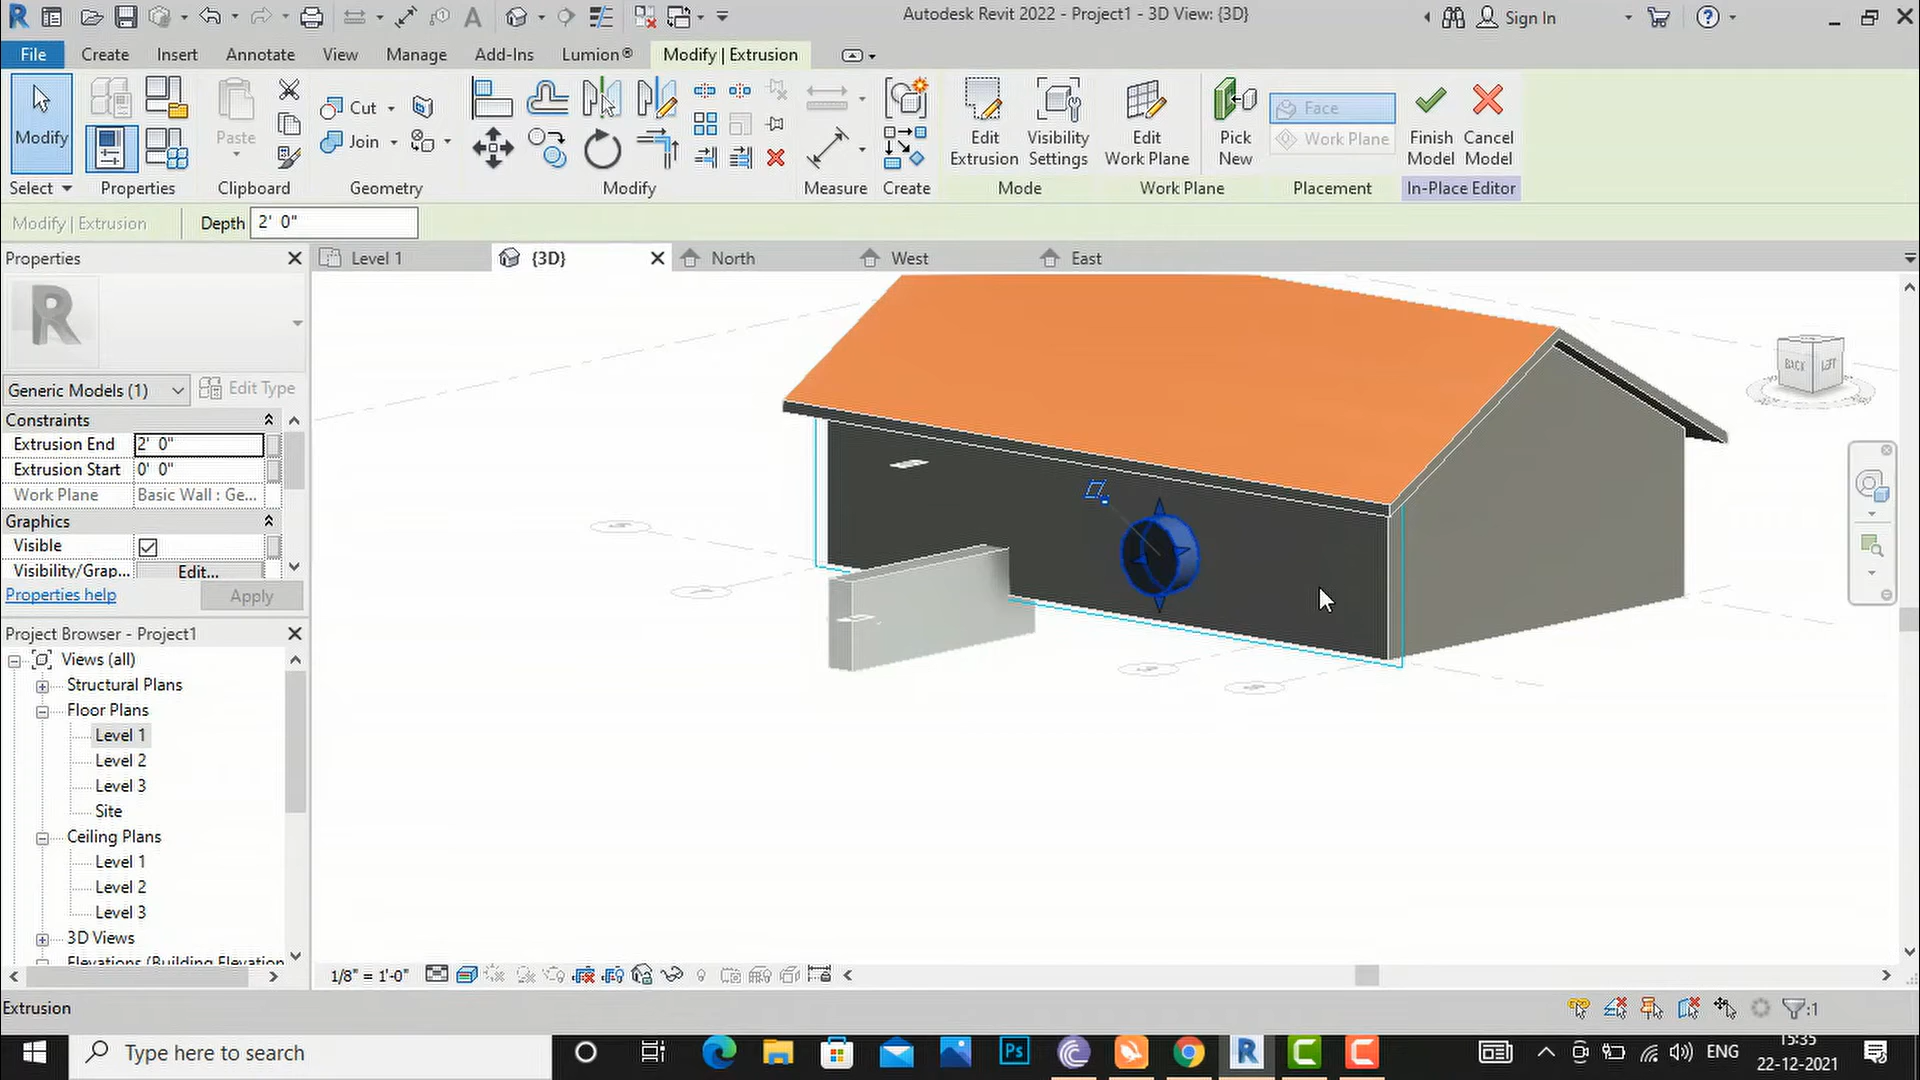 Autodesk Revit 2022 - Project1 - 3D View: {3D}
Sign In
File
Create
Insert
Annotate
View
Manage
Add-Ins
Lumion®
Modify | Extrusion
Modify
Select
Properties
Paste
Clipboard
Cut
Join
Geometry
Modify
Measure
Create
Edit
Extrusion
Visibility
Settings
Mode
Edit
Work Plane
Work Plane
Pick
New
Face
Work Plane
Placement
Finish
Model
Cancel
Model
In-Place Editor
Modify | Extrusion
Depth
2' 0"
Properties
Level 1
{3D}
North
West
East
R
Generic Models (1)
Edit Type
Constraints
Extrusion End
2' 0"
Extrusion Start
0' 0"
Work Plane
Basic Wall : Ge...
Graphics
Visible
Visibility/Grap...
Edit...
Properties help
Apply
BACK
LEFT
Project Browser - Project1
Views (all)
Structural Plans
Floor Plans
Level 1
Level 2
Level 3
Site
Ceiling Plans
Level 1
Level 2
Level 3
3D Views
Elevations (Building Elevation
1/8" = 1'-0"
Extrusion
:1
Type here to search
Ps
ENG
15:35
22-12-2021